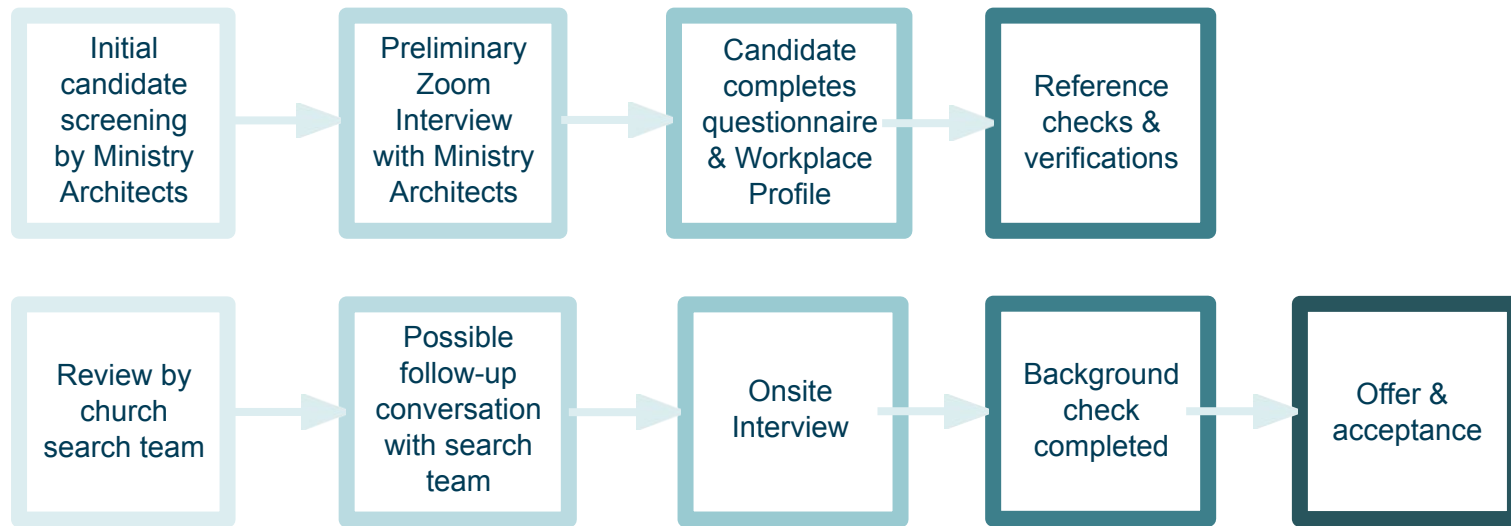 Initial
candidate
screening
by Ministry
Architects
Preliminary
Zoom
Interview
with Ministry
Architects
Candidate
completes
questionnaire
& Workplace
Profile
Reference
checks &
verifications
Review by
church
search team
Possible
follow-up
conversation
with search
team
Onsite
Interview
Background
check
completed
Offer &
acceptance